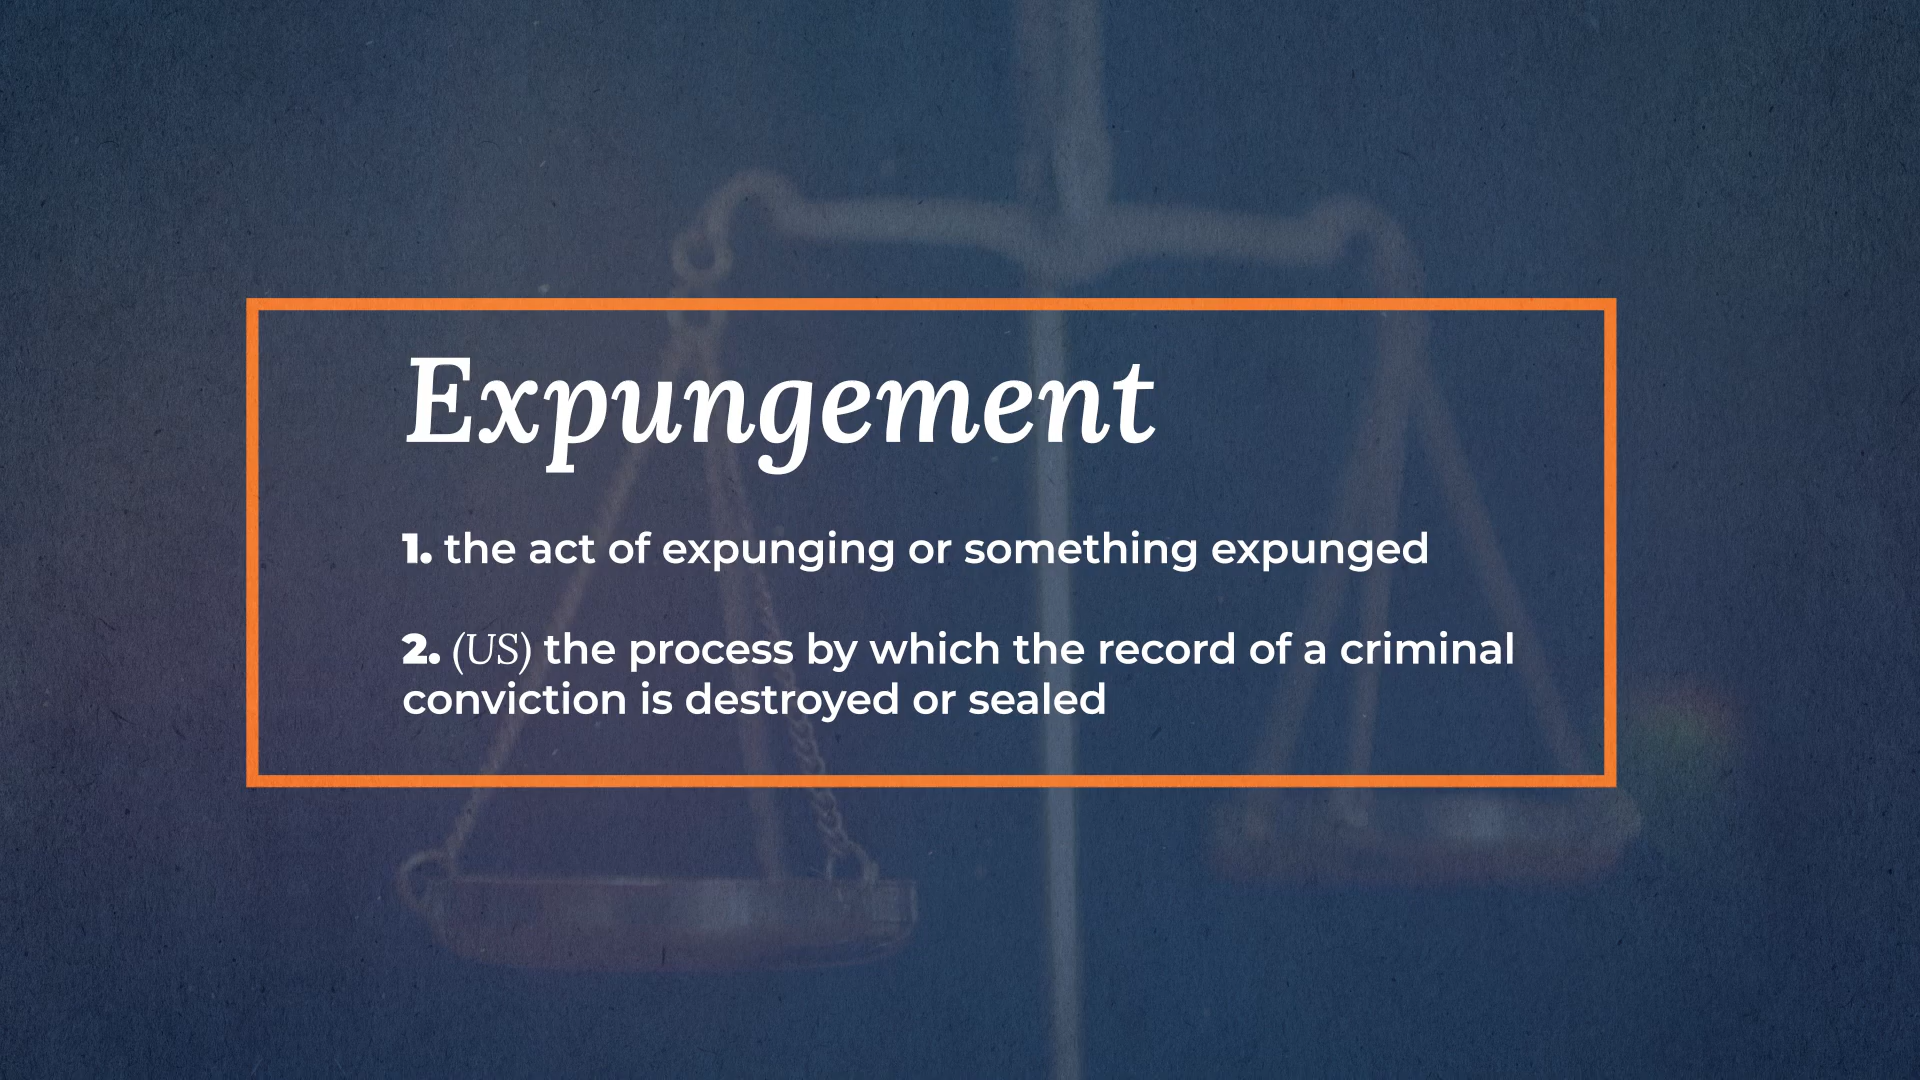 Expungement
1. the act of expunging or something expunged
2. (US) the process by which the record of a criminal
conviction is destroyed or sealed